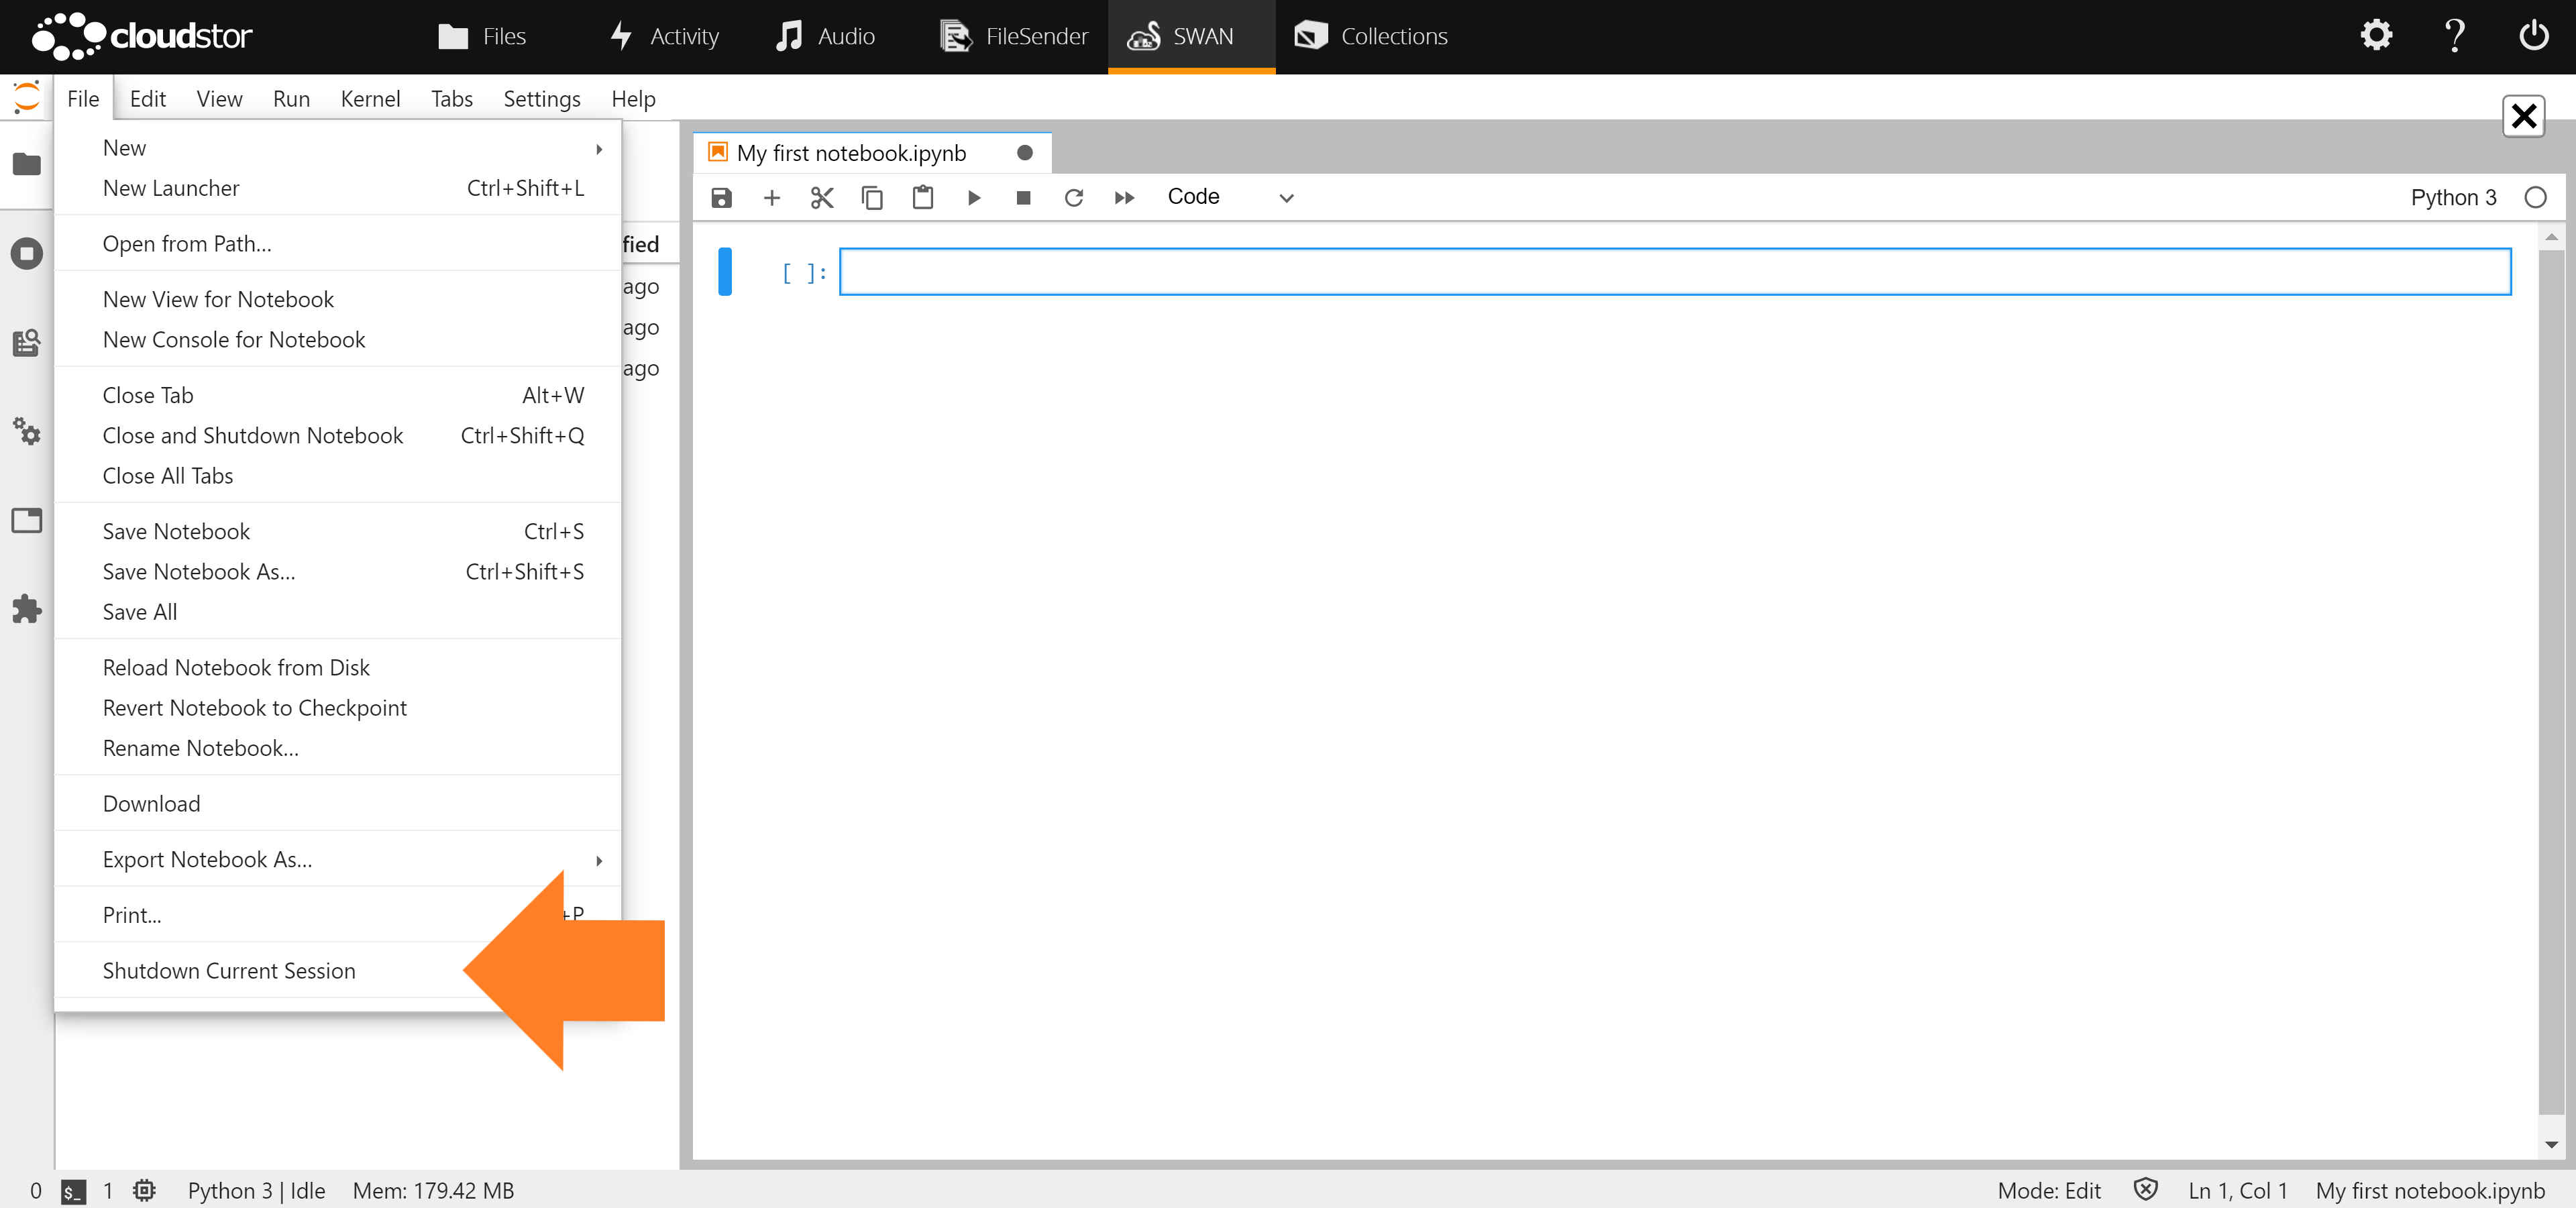 cloudstor
Files
Activity
Audio
FileSender
SWAN
Collections
File Edit View Run Kernel Tabs Settings Help
New
New Launcher Ctrl+Shift+L
Open from Path...
New View for Notebook
New Console for Notebook
Close Tab Alt+W
Close and Shutdown Notebook Ctrl+Shift+Q
Close All Tabs
Save Notebook Ctrl+S
Save Notebook As... Ctrl+Shift+S
Save All
Reload Notebook from Disk
Revert Notebook to Checkpoint
Rename Notebook...
Download
Export Notebook As...
Print... +P
Shutdown Current Session
fied
ago
ago
ago
My first notebook.ipynb
Code
Python 3
[ ]:
0 $_ 1 Python 3 | Idle Mem: 179.42 MB
Mode: Edit Ln 1, Col 1 My first notebook.ipynb